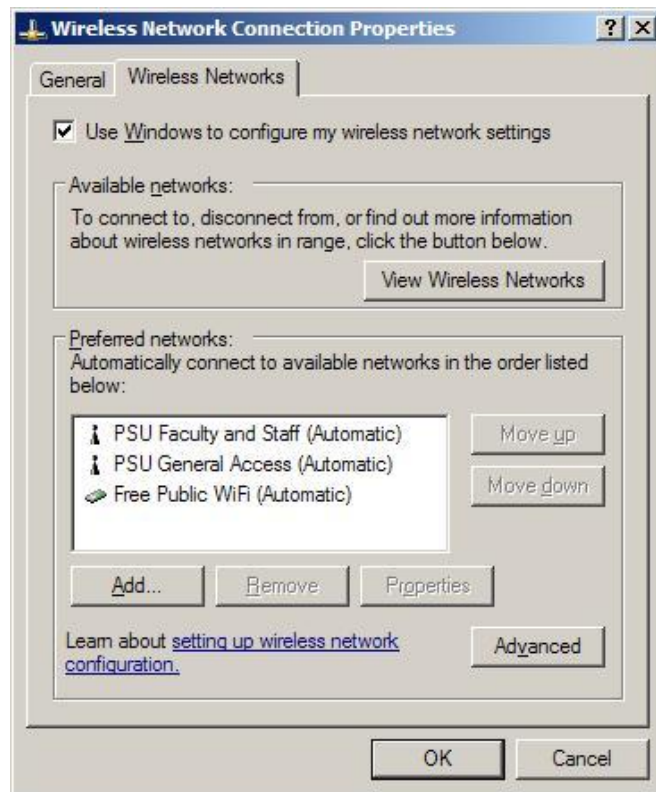 Wireless Network Connection Properties
General
Wireless Networks
Use Windows to configure my wireless network settings
Available networks:
To connect to, disconnect from, or find out more information
about wireless networks in range, click the button below.
View Wireless Networks
Preferred networks:
Automatically connect to available networks in the order listed
below:
PSU Faculty and Staff (Automatic)
PSU General Access (Automatic)
Free Public WiFi (Automatic)
Move up
Move down
Add...
Remove
Properties
Learn about setting up wireless network
configuration.
Advanced
OK
Cancel